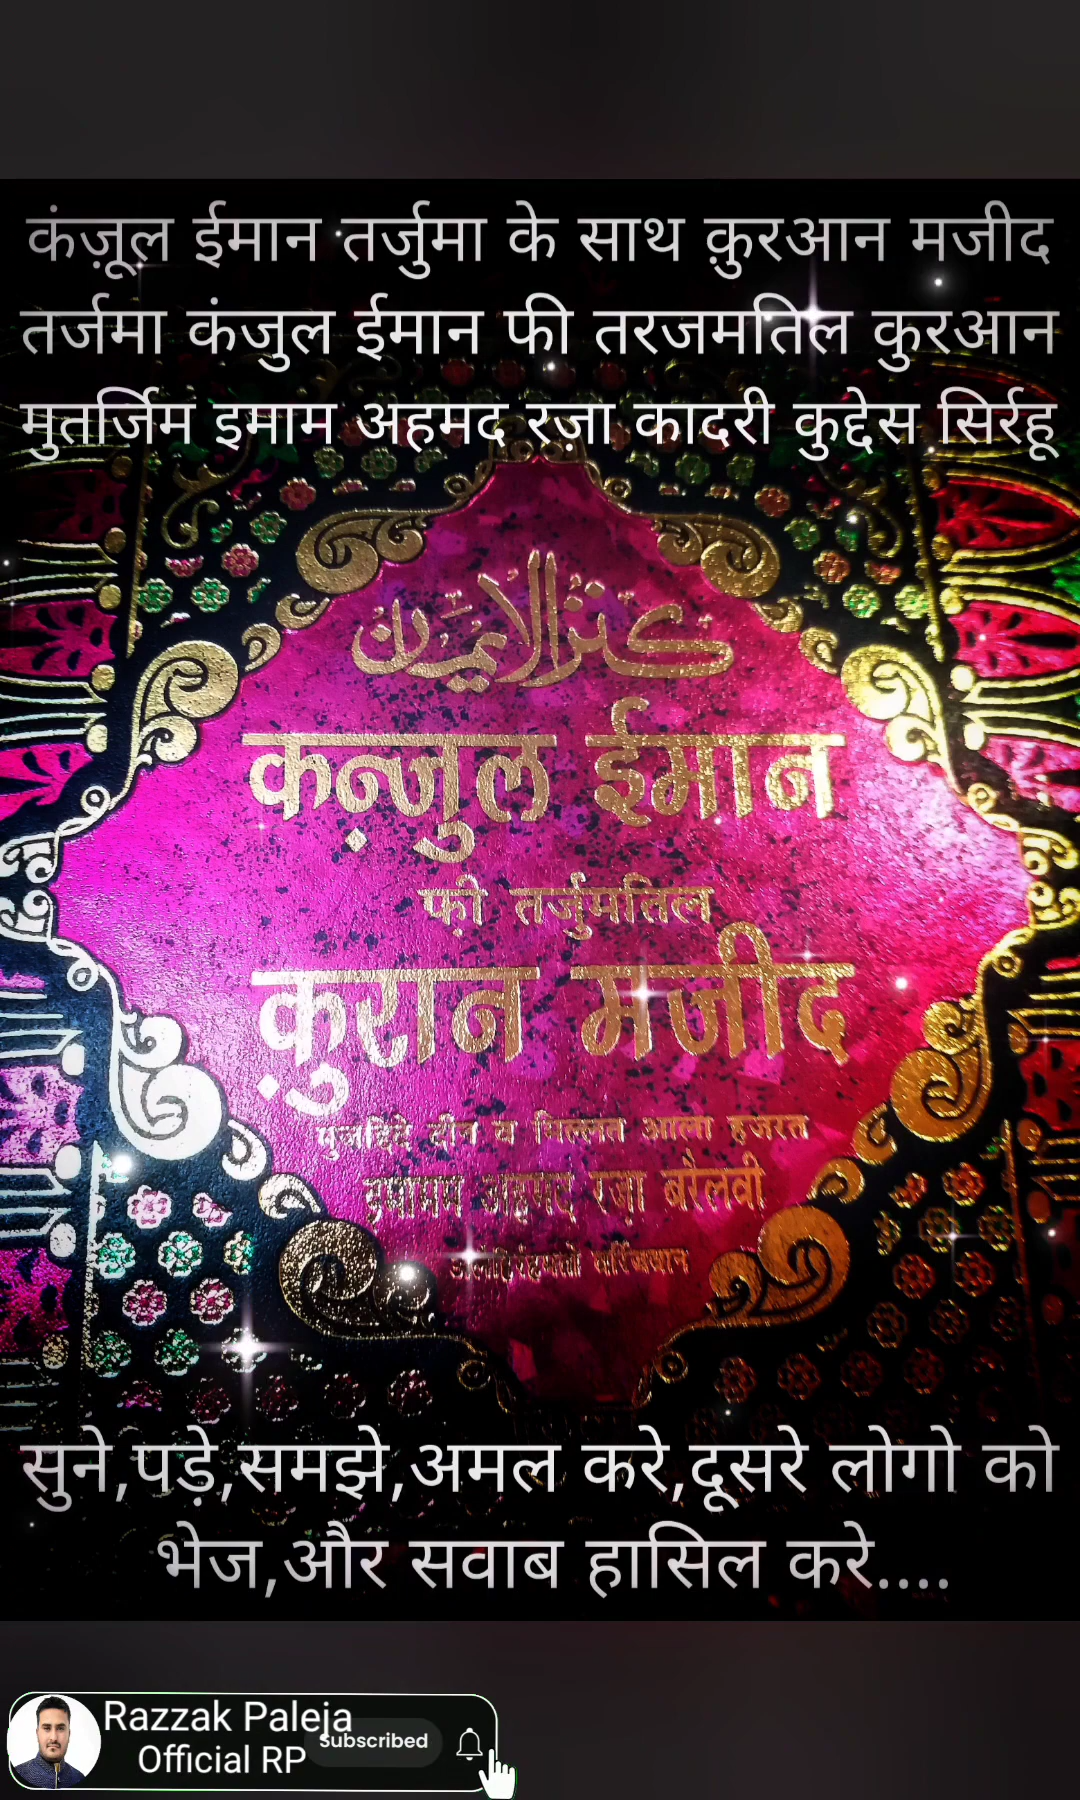 कंज़ूल ईमान तर्जुमा के साथ क़ुरआन मजीद
तर्जमा कंजुल ईमान फी तरजमतिल कुरआन
मुतर्जिम इमाम अहमद रज़ा कादरी कुद्देस सिर्रहू
كنزالايمان
कन्ज़ुल ईमान
फ़ी तर्जुमतिल
क़ुरान मजीद
मुजद्दिदे दीन व मिल्लत आला हज़रत
इमामम अहमद रज़ा बरैलवी
सुने,पड़े,समझे,अमल करे,दूसरे लोगो को
भेज,और सवाब हासिल करे....
Razzak Paleja
Official RP
Subscribed